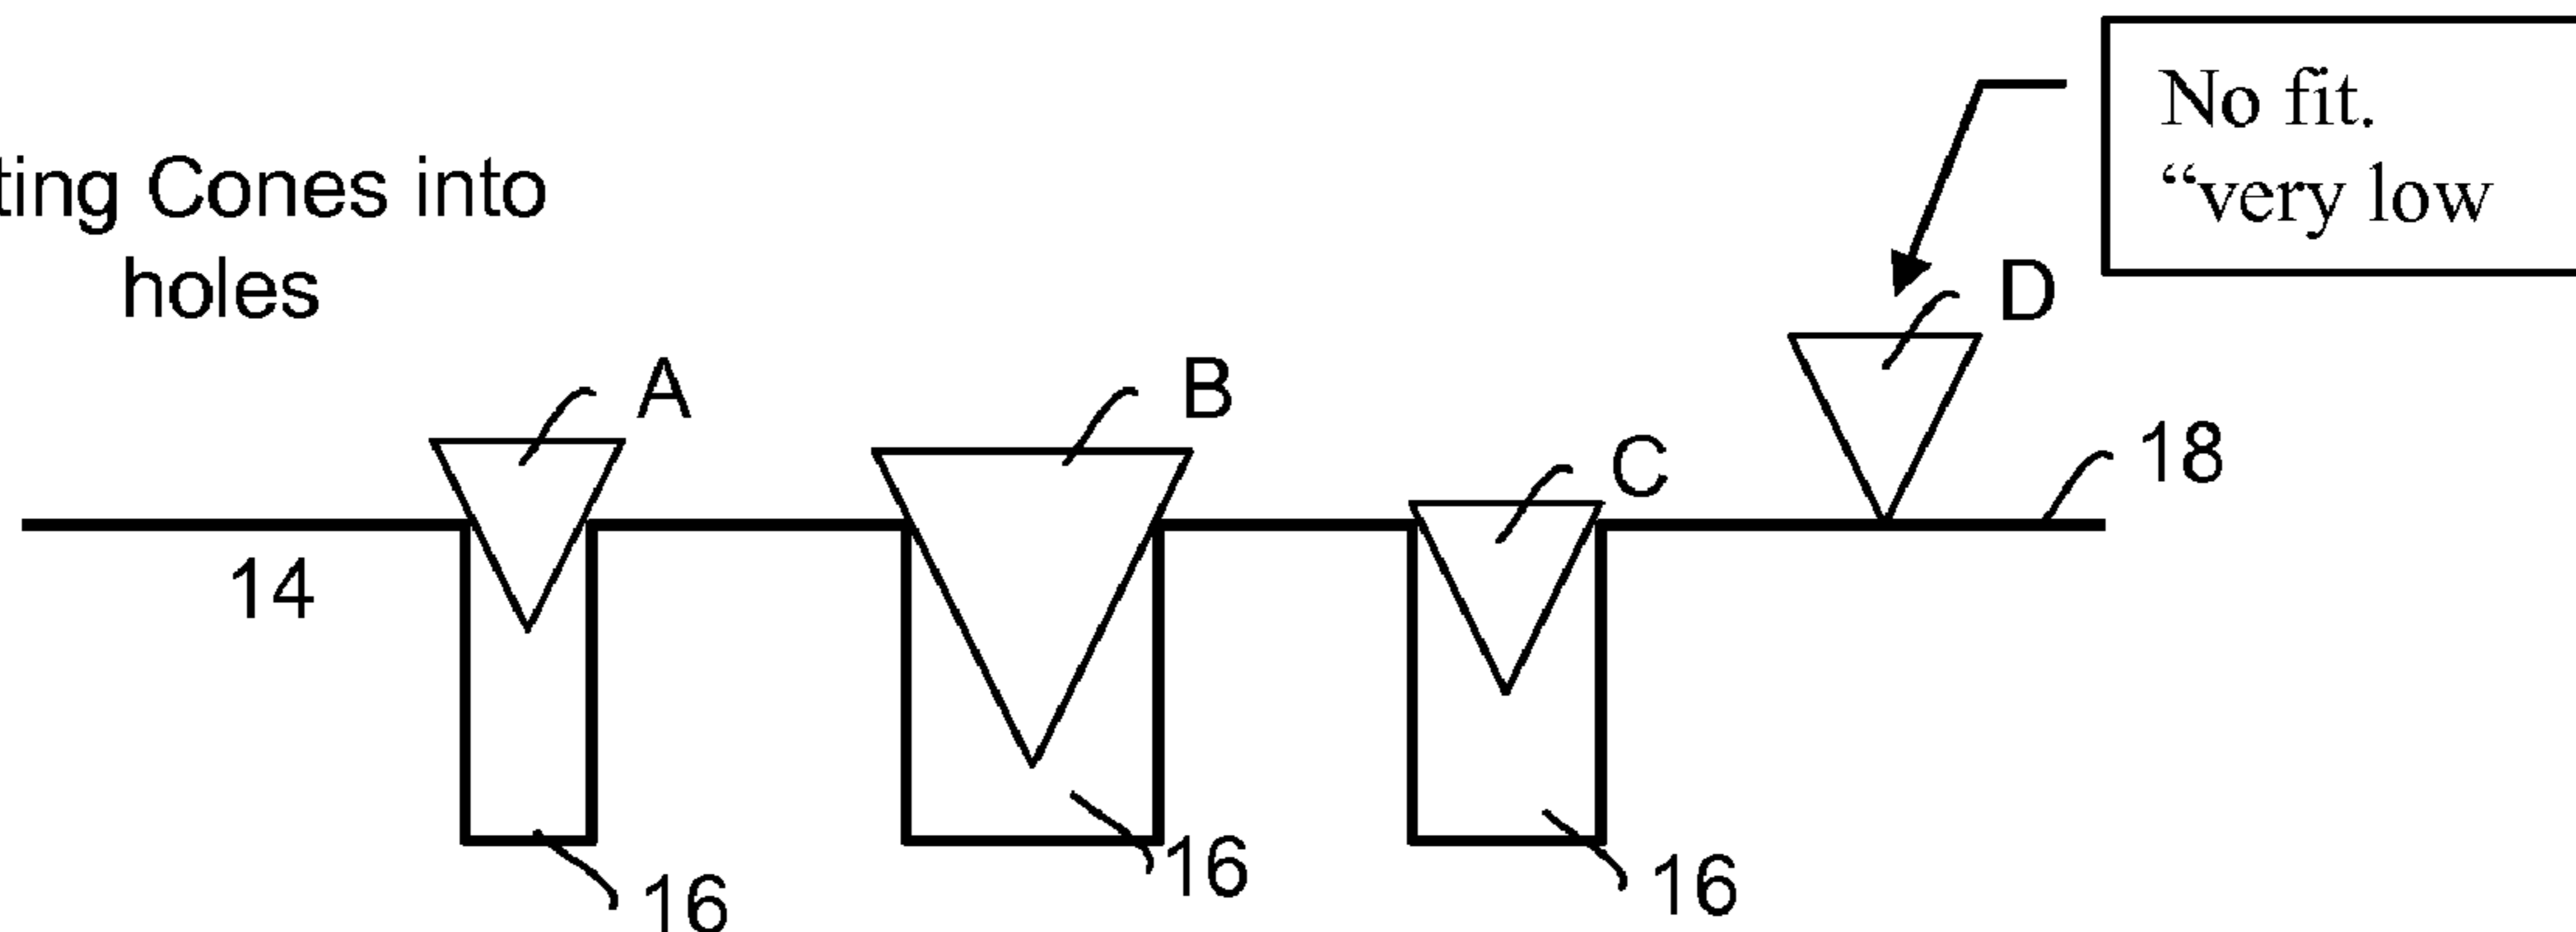 ting Cones into
holes
No fit.
“very low
A
B
C
D
18
14
16
16
16